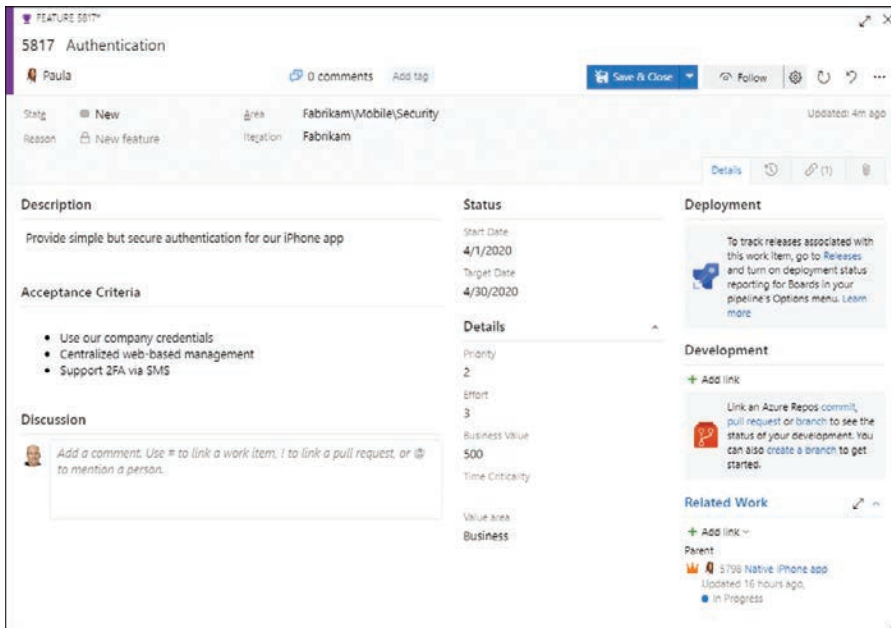 FEATURE 5817*
5817 Authentication
Paula
0 comments
Add tag
Save & Close
Follow
State
New
Area
Fabrikam\Mobile\Security
Updated: 4m ago
Reason
New feature
Iteration
Fabrikam
Details
(1)
Description
Provide simple but secure authentication for our iPhone app
Acceptance Criteria
• Use our company credentials
• Centralized web-based management
• Support 2FA via SMS
Discussion
Add a comment. Use # to link a work item, ! to link a pull request, or @
to mention a person.
Status
Start Date
4/1/2020
Target Date
4/30/2020
Details
Priority
2
Effort
3
Business Value
500
Time Criticality
Value area
Business
Deployment
To track releases associated with
this work item, go to Releases
and turn on deployment status
reporting for Boards in your
pipeline's Options menu. Learn
more
Development
+ Add link
Link an Azure Repos commit,
pull request or branch to see the
status of your development. You
can also create a branch to get
started.
Related Work
+ Add link
Parent
5798 Native iPhone app
Updated 16 hours ago,
In Progress